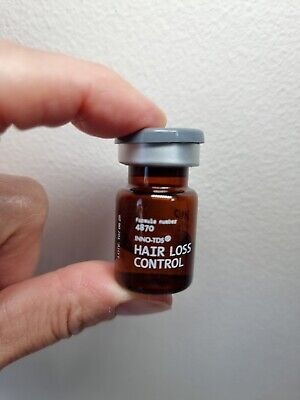 Formula number
4870
INNO-TDS®
HAIR LOSS
CONTROL